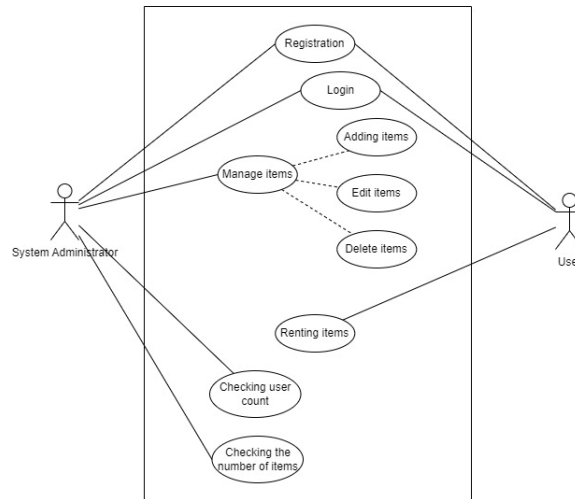 Registration
Login
Adding items
Manage items
Edit items
Delete items
System Administrator
Use
Renting items
Checking user
count
Checking the
number of items